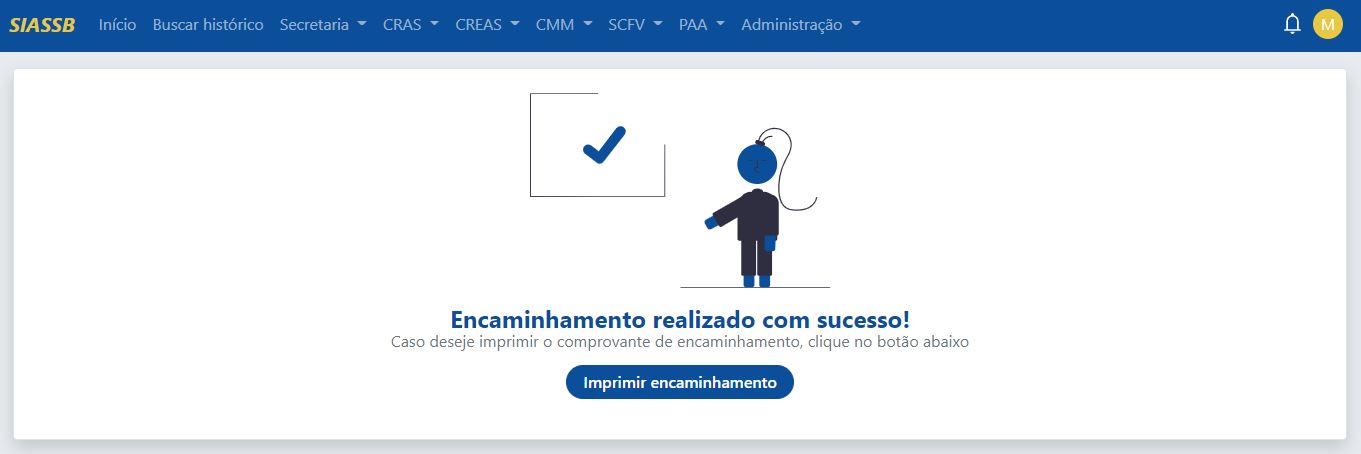 SIASSB Início Buscar histórico Secretaria CRAS CREAS CMM SCFV PAA Administração M
Encaminhamento realizado com sucesso!
Caso deseje imprimir o comprovante de encaminhamento, clique no botão abaixo
Imprimir encaminhamento